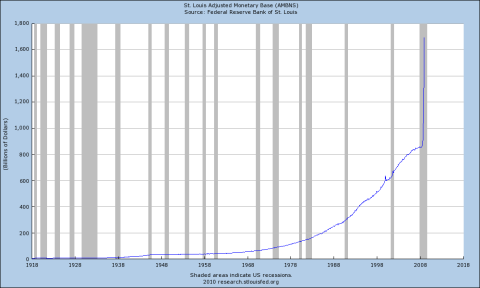 St. Louis Adjusted Monetary Base (AMBNS)
Source: Federal Reserve Bank of St. Louis
1,800
1,600
1,400
1,200
1,000
800
600
400
200
0
(Billions of Dollars)
1918 1928 1938 1948 1958 1968 1978 1988 1998 2008 2018
Shaded areas indicate US recessions.
2010 research.stlouisfed.org